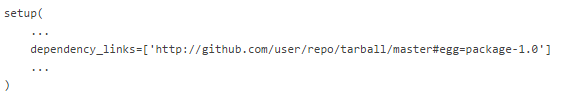 setup(
    ...
    dependency_links=['http://github.com/user/repo/tarball/master#egg=package-1.0']
    ...
)